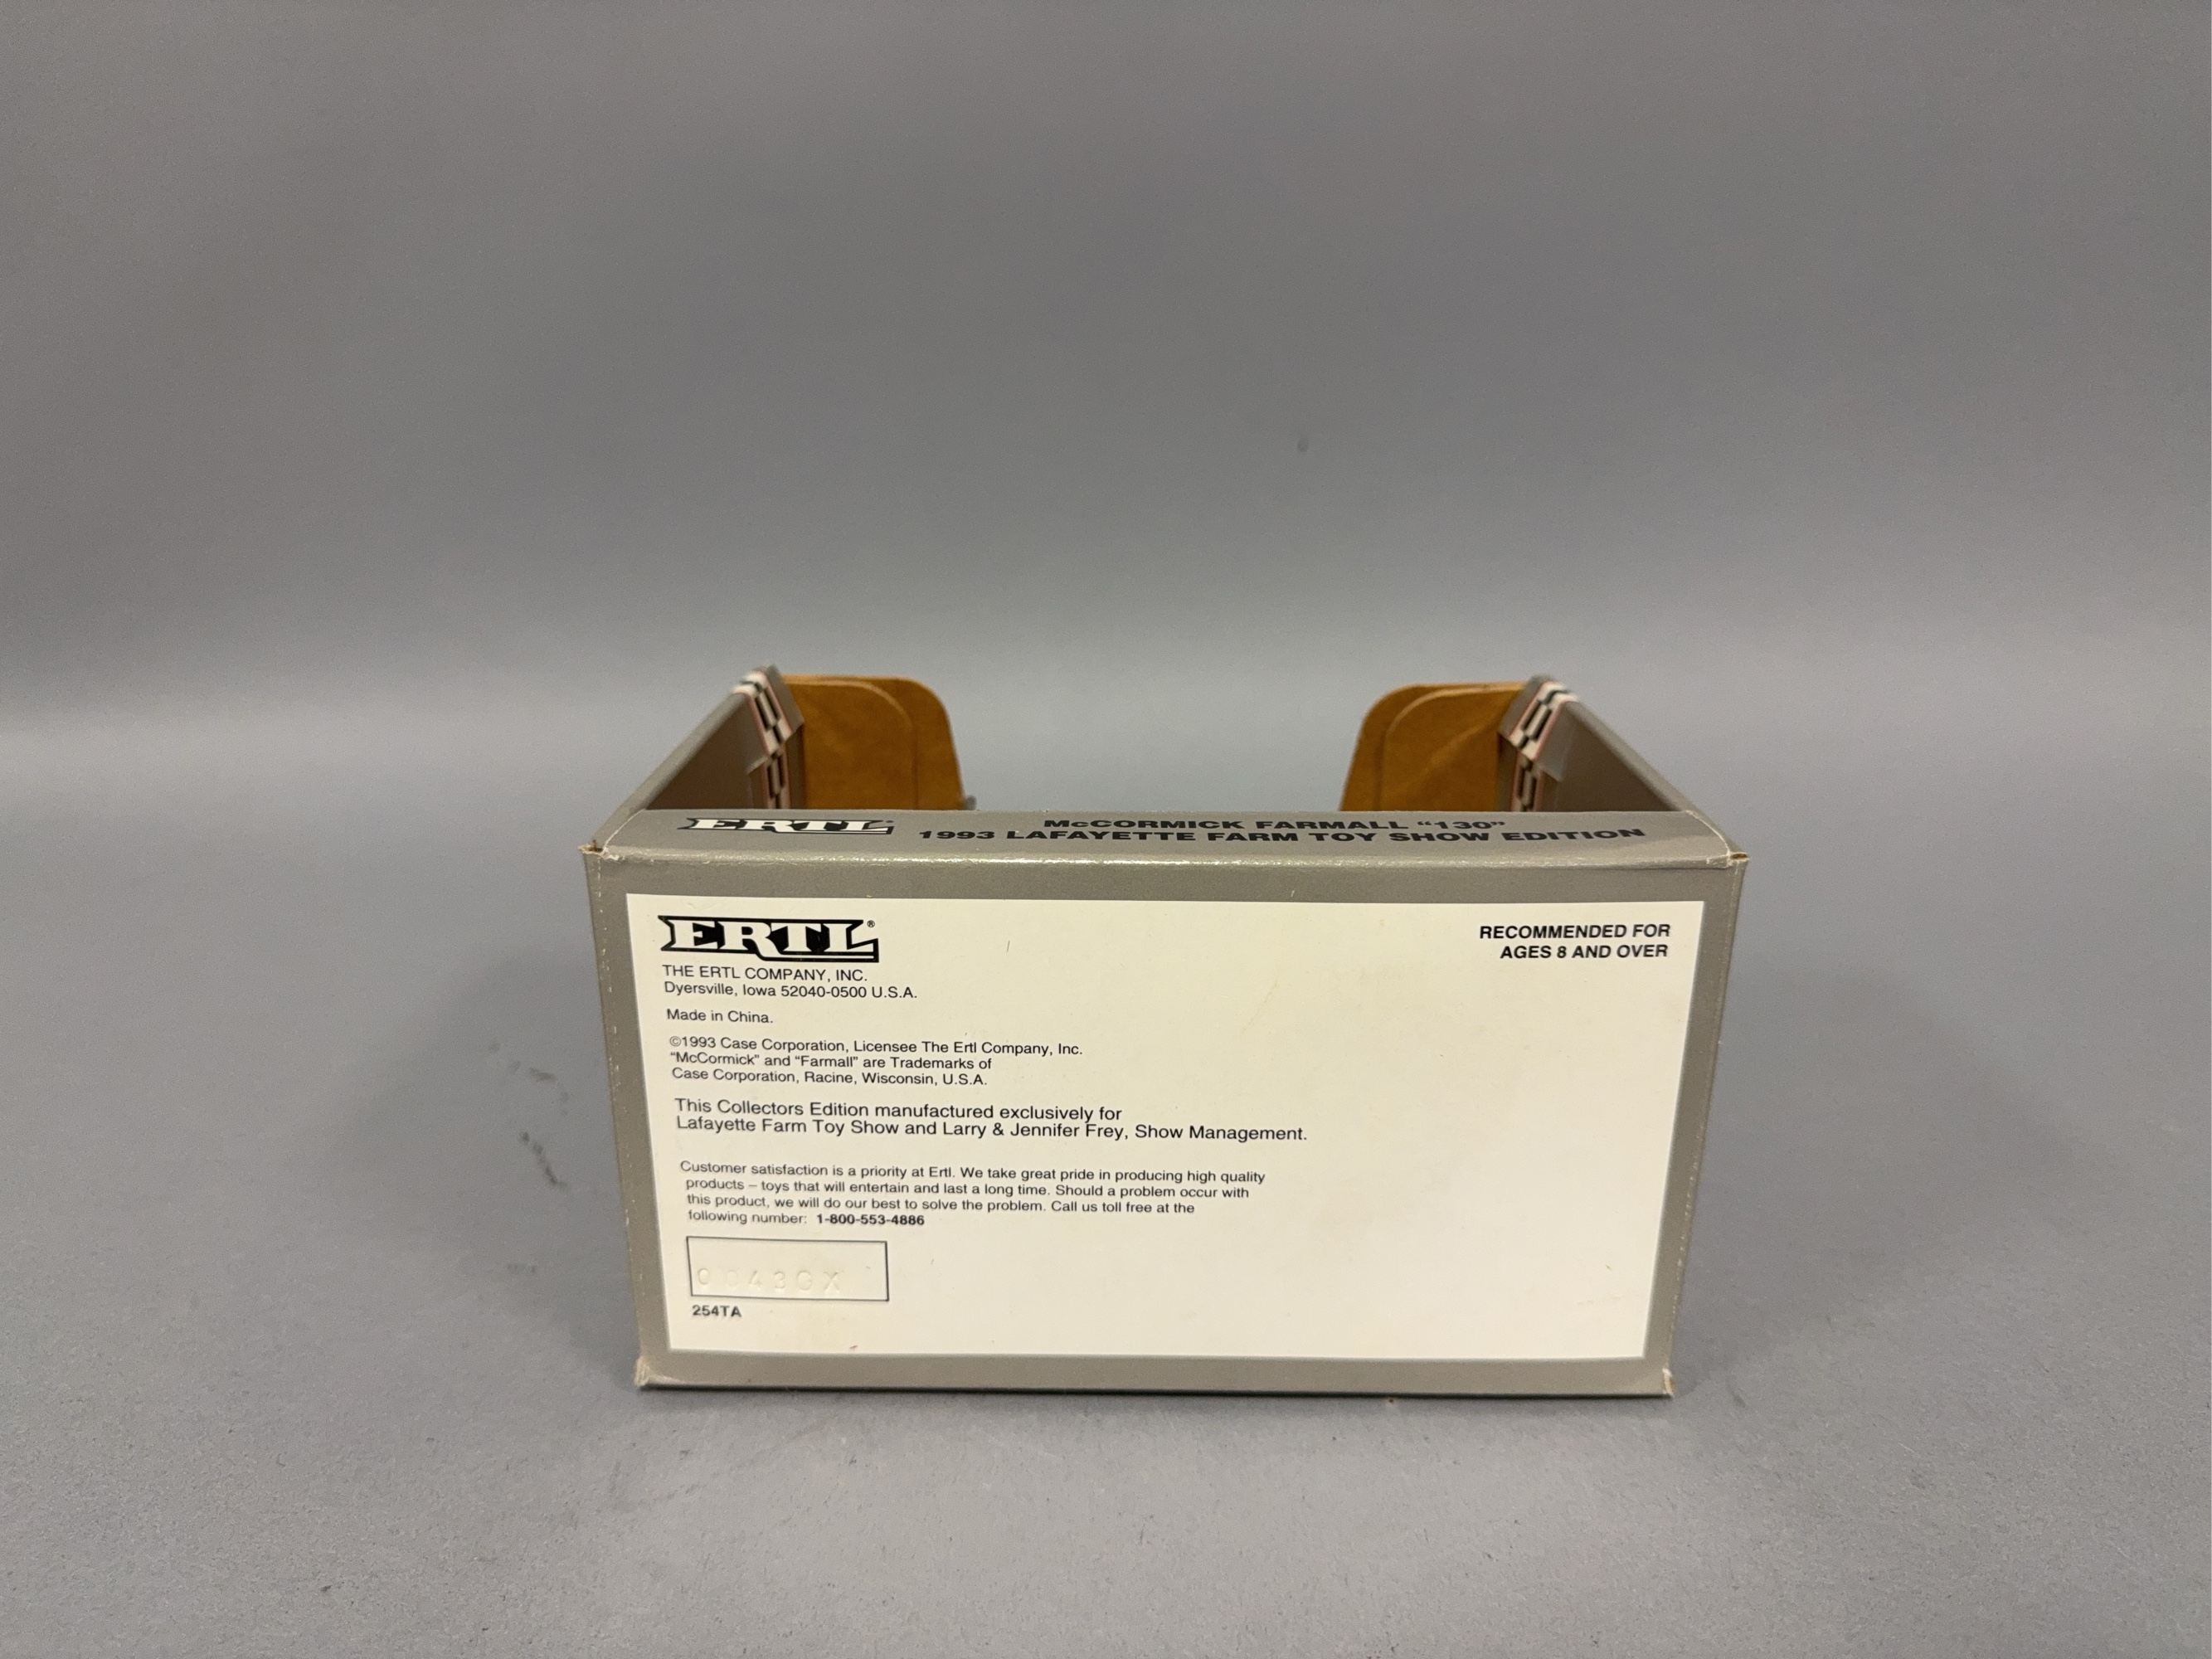 ERTL
McCORMICK FARMALL “130”
1993 LAFAYETTE FARM TOY SHOW EDITION
ERTL®
RECOMMENDED FOR
AGES 8 AND OVER
THE ERTL COMPANY, INC.
Dyersville, Iowa 52040-0500 U.S.A.
Made in China.
©1993 Case Corporation, Licensee The Ertl Company, Inc.
“McCormick” and “Farmall” are Trademarks of
Case Corporation, Racine, Wisconsin, U.S.A.
This Collectors Edition manufactured exclusively for
Lafayette Farm Toy Show and Larry & Jennifer Frey, Show Management.
Customer satisfaction is a priority at Ertl. We take great pride in producing high quality
products – toys that will entertain and last a long time. Should a problem occur with
this product, we will do our best to solve the problem. Call us toll free at the
following number: 1-800-553-4886
254TA